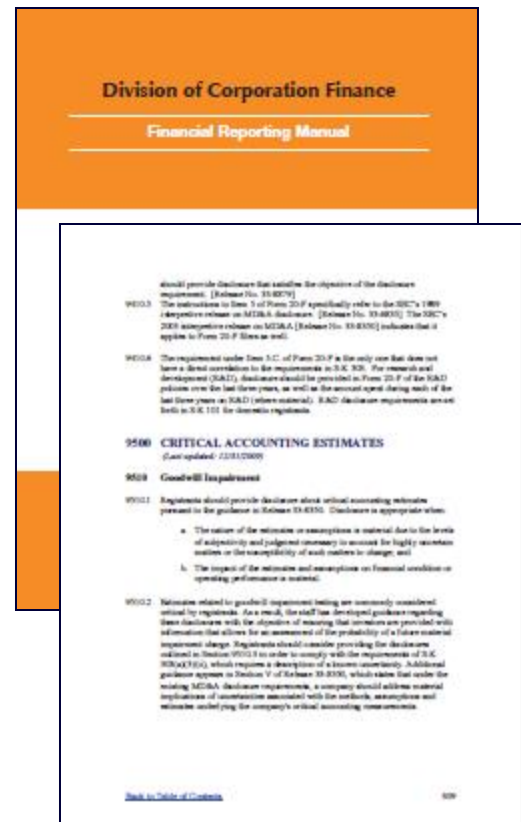 Division of Corporation Finance
Financial Reporting Manual
should provide disclosure that satisfies the objective of the disclosure
requirement. [Release No. 33-8879]
The instructions to Item 5 of Form 20-F specifically refer to the SEC's 1989
interpretive release on MD&A disclosure. [Release No. 33-6835] The SEC's
2003 interpretive release on MD&A [Release No. 33-8350] indicates that it
applies to Form 20-F filers as well.
The requirement under Item 5.C. of Form 20-F is the only one that does not
have a direct correlation to the requirements in S-K 303. For research and
development (R&D), disclosure should be provided in Form 20-F of the R&D
policies over the last three years, as well as the amount spent during each of the
last three years on R&D (where material). R&D disclosure requirements are set
forth in S-K 101 for domestic registrants.
9500 CRITICAL ACCOUNTING ESTIMATES
(Last updated: 12/31/2009)
9510 Goodwill Impairment
9510.1 Registrants should provide disclosure about critical accounting estimates
pursuant to the guidance in Release 33-8350. Disclosure is appropriate when:
a. The nature of the estimates or assumptions is material due to the levels
of subjectivity and judgment necessary to account for highly uncertain
matters or the susceptibility of such matters to change; and
b. The impact of the estimates and assumptions on financial condition or
operating performance is material.
9510.2 Estimates related to goodwill impairment testing are commonly considered
critical by registrants. As a result, the staff has developed guidance regarding
these disclosures with the objective of ensuring that investors are provided with
information that allows for an assessment of the probability of a future material
impairment charge. Registrants should consider providing the disclosures
outlined in Section 9510.3 in order to comply with the requirements of S-K
303(a)(3)(ii), which requires a description of a known uncertainty. Additional
guidance appears in Section V of Release 33-8350, which states that under the
existing MD&A disclosure requirements, a company should address material
implications of uncertainties associated with the methods, assumptions and
estimates underlying the company's critical accounting measurements.
Back to Table of Contents